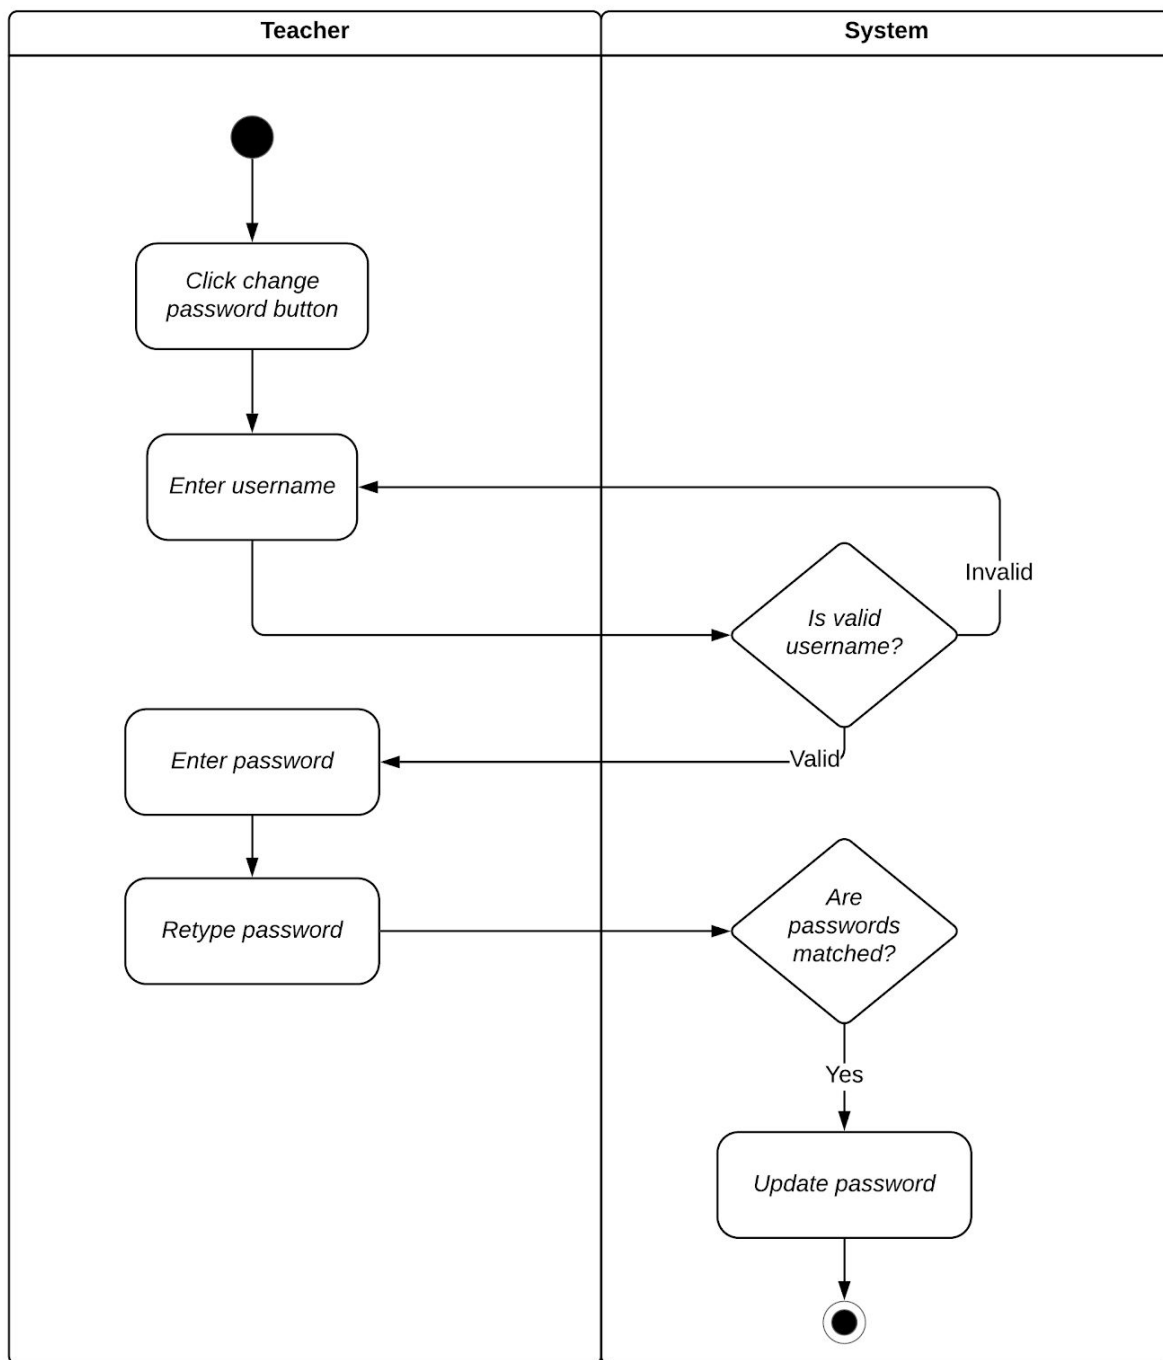 Teacher
System
Click change
password button
Enter username
Invalid
Is valid
username?
Enter password
Valid
Retype password
Are
passwords
matched?
Yes
Update password